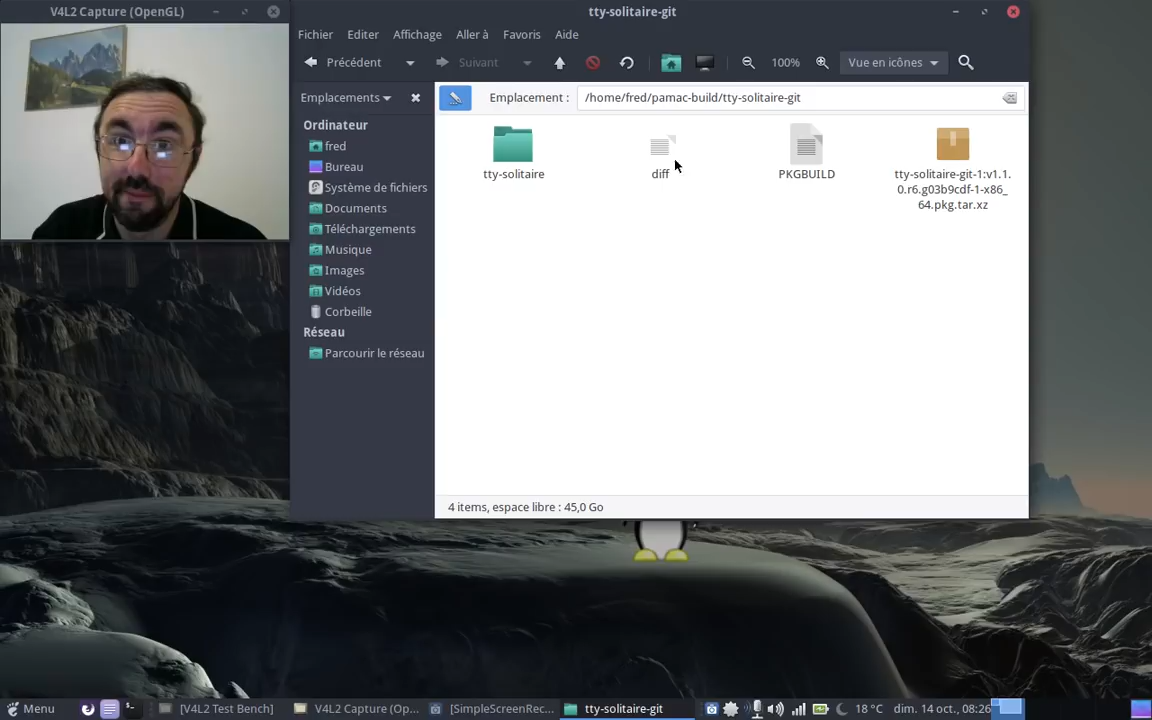 V4L2 Capture (OpenGL)
tty-solitaire-git
Fichier Editer Affichage Aller à Favoris Aide
Précédent Suivant 100% Vue en icônes
Emplacements Emplacement : /home/fred/pamac-build/tty-solitaire-git
Ordinateur
fred
Bureau
Système de fichiers
Documents
Téléchargements
Musique
Images
Vidéos
Corbeille
Réseau
Parcourir le réseau
tty-solitaire
diff
PKGBUILD
tty-solitaire-git-1:v1.1.
0.r6.g03b9cdf-1-x86_
64.pkg.tar.xz
4 items, espace libre : 45,0 Go
Menu [V4L2 Test Bench] V4L2 Capture (Op... [SimpleScreenRec... tty-solitaire-git 18 °C dim. 14 oct., 08:26